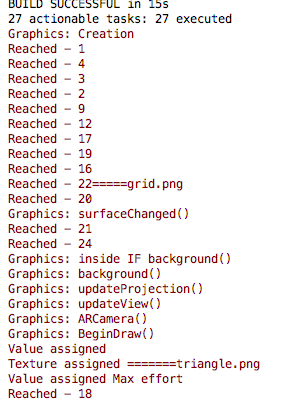 BUILD SUCCESSFUL in 15s
27 actionable tasks: 27 executed
Graphics: Creation
Reached - 1
Reached - 4
Reached - 3
Reached - 2
Reached - 9
Reached - 12
Reached - 17
Reached - 19
Reached - 16
Reached - 22=====grid.png
Reached - 20
Graphics: surfaceChanged()
Reached - 21
Reached - 24
Graphics: inside IF background()
Graphics: background()
Graphics: updateProjection()
Graphics: updateView()
Graphics: ARCamera()
Graphics: BeginDraw()
Value assigned
Texture assigned =======triangle.png
Value assigned Max effort
Reached - 18